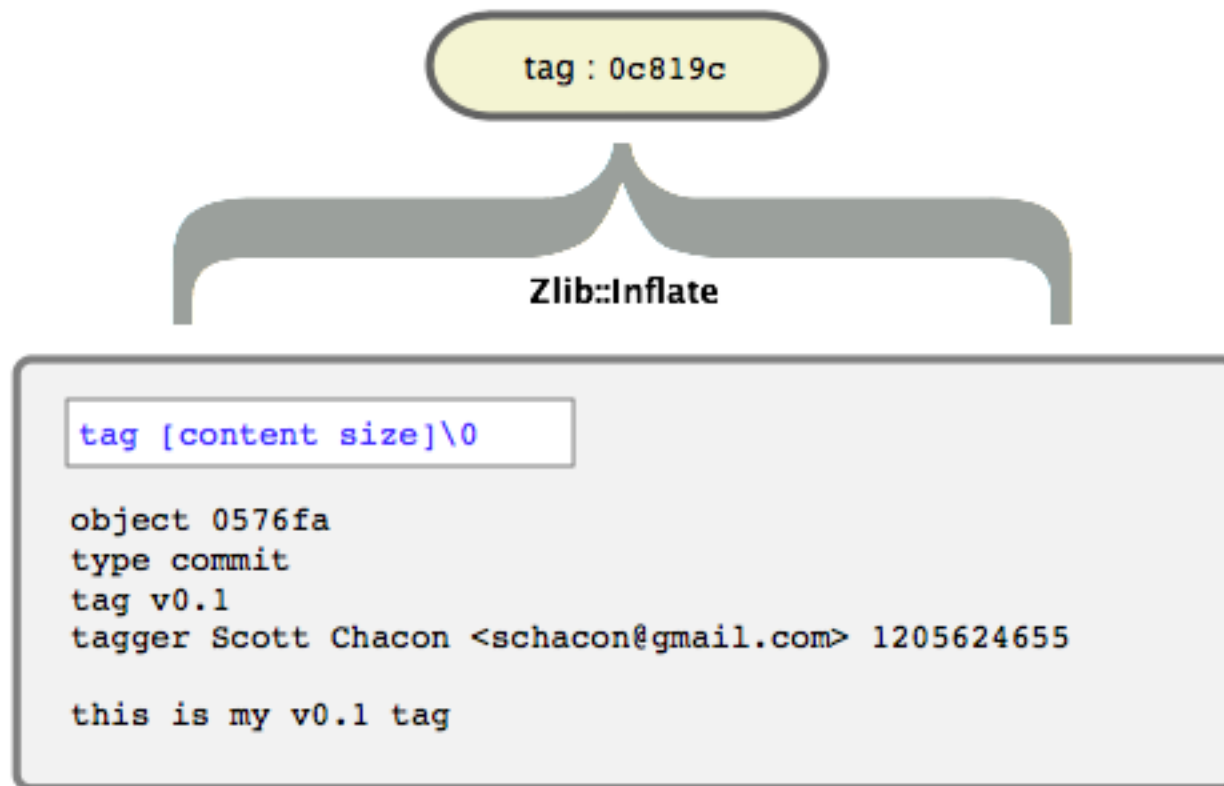 tag : 0c819c
Zlib::Inflate
tag [content size]\0
object 0576fa
type commit
tag v0.1
tagger Scott Chacon <schacon@gmail.com> 1205624655
this is my v0.1 tag